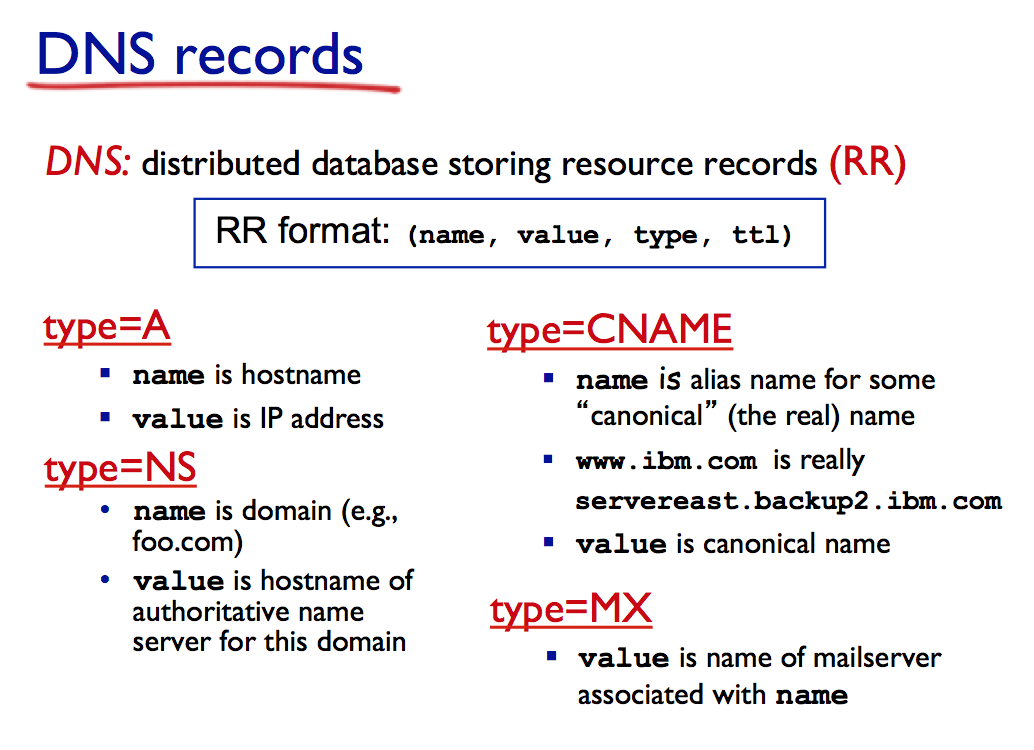 DNS records
DNS: distributed database storing resource records (RR)
RR format: (name, value, type, ttl)
type=A
name is hostname
value is IP address
type=NS
name is domain (e.g.,
foo.com)
value is hostname of
authoritative name
server for this domain
type=CNAME
name is alias name for some
“canonical” (the real) name
www.ibm.com is really
servereast.backup2.ibm.com
value is canonical name
type=MX
value is name of mailserver
associated with name